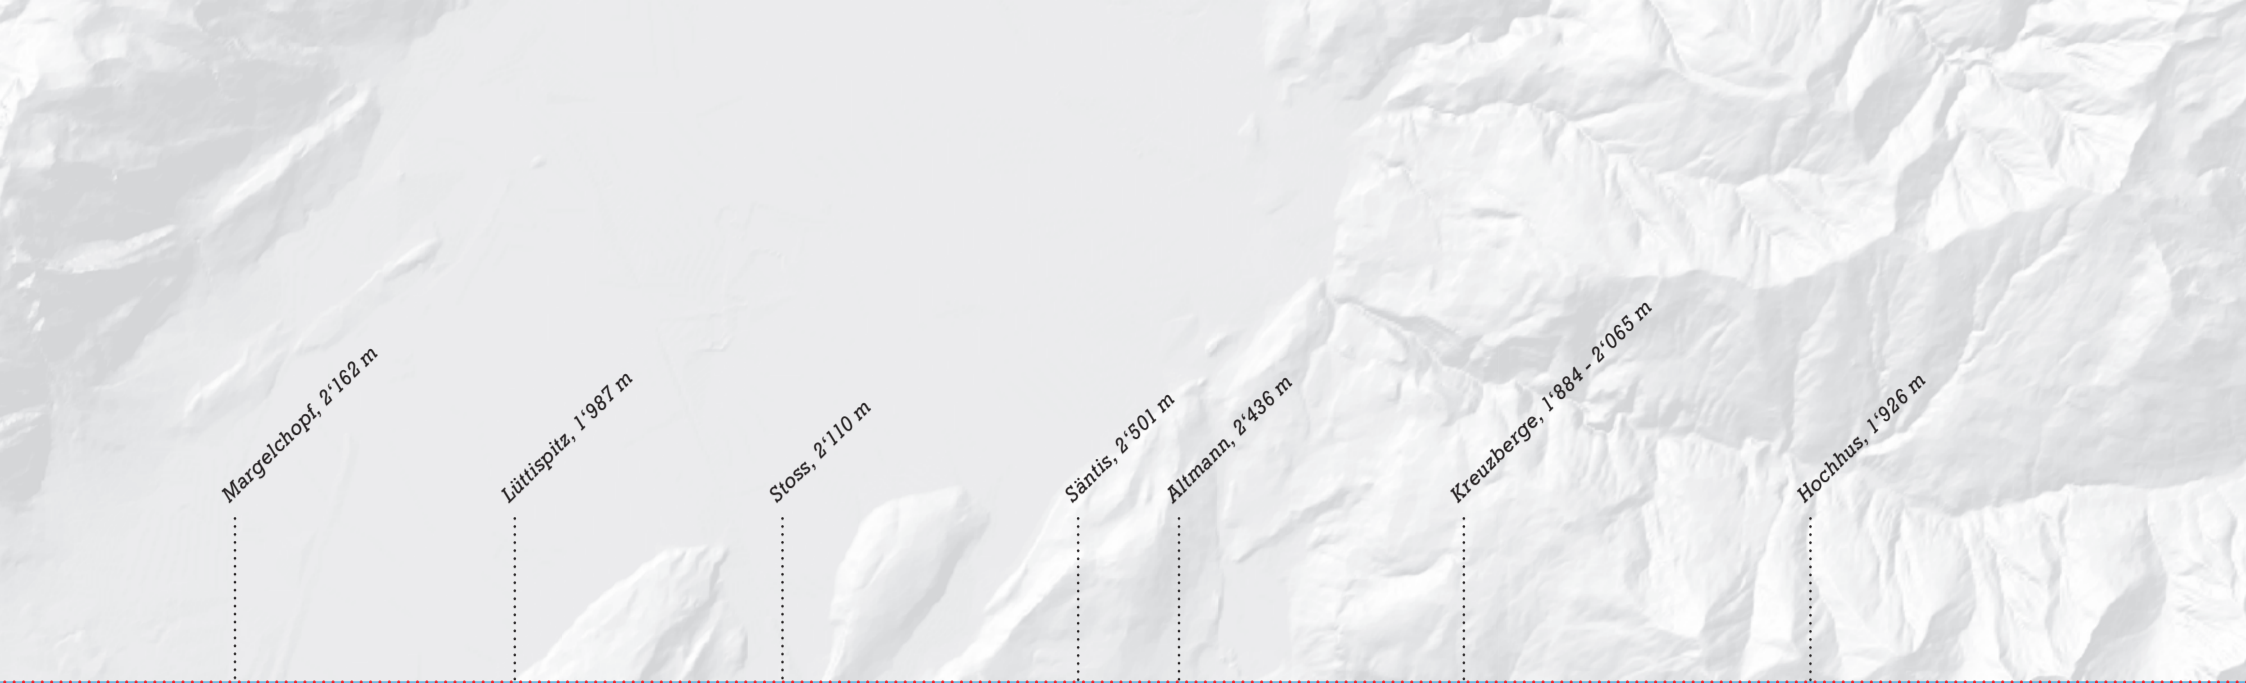 Margelchopf, 2‘162 m
Lüttispitz, 1‘987 m
Stoss, 2‘110 m
Säntis, 2‘501 m
Altmann, 2‘436 m
Kreuzberge, 1‘884 - 2‘065 m
Hochhus, 1‘926 m